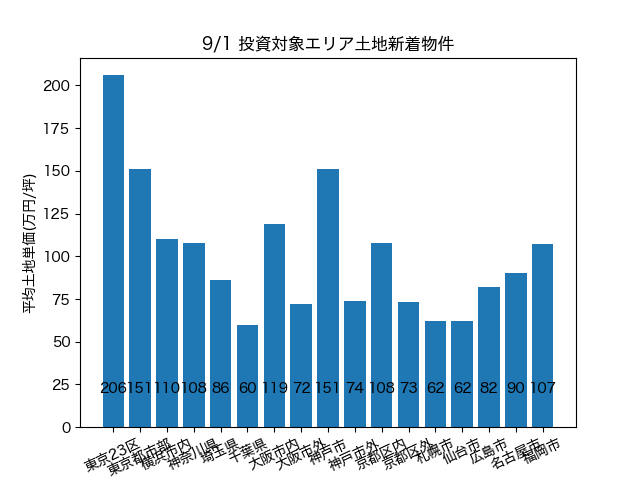 9/1 投資対象エリア土地新着物件
平均土地単価(万円/坪)
200
175
150
125
100
75
50
25
0
206 151 110 108 86 60 119 72 151 74 108 73 62 62 82 90 107
東京23区
東京都市部
横浜市内
神奈川県
埼玉県
千葉県
大阪市内
大阪市外
神戸市
神戸市外
京都区内
京都区外
札幌市
仙台市
広島市
名古屋市
福岡市